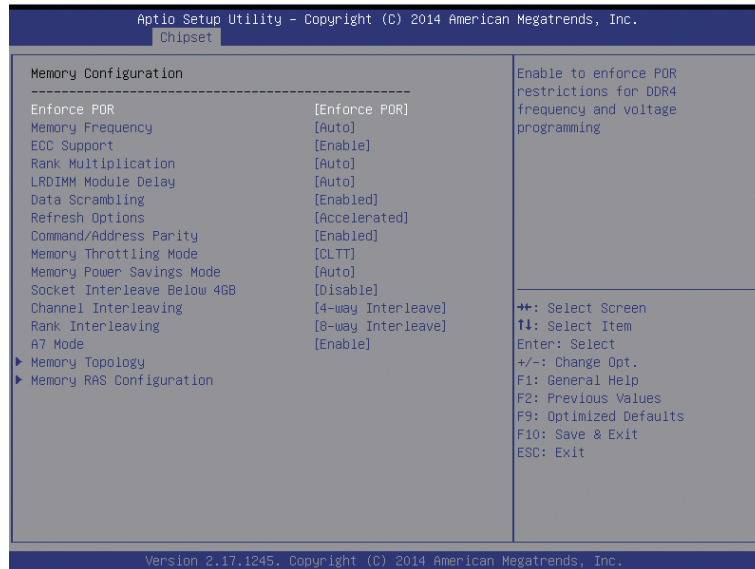 Aptio Setup Utility – Copyright (C) 2014 American Megatrends, Inc.
Chipset
Memory Configuration
------------------------------------------------
Enforce POR [Enforce POR]
Memory Frequency [Auto]
ECC Support [Enable]
Rank Multiplication [Auto]
LRDIMM Module Delay [Auto]
Data Scrambling [Enabled]
Refresh Options [Accelerated]
Command/Address Parity [Enabled]
Memory Throttling Mode [CLTT]
Memory Power Savings Mode [Auto]
Socket Interleave Below 4GB [Disable]
Channel Interleaving [4-way Interleave]
Rank Interleaving [8-way Interleave]
A7 Mode [Enable]
▶ Memory Topology
▶ Memory RAS Configuration
Enable to enforce POR
restrictions for DDR4
frequency and voltage
programming
→←: Select Screen
↑↓: Select Item
Enter: Select
+/-: Change Opt.
F1: General Help
F2: Previous Values
F9: Optimized Defaults
F10: Save & Exit
ESC: Exit
Version 2.17.1245. Copyright (C) 2014 American Megatrends, Inc.